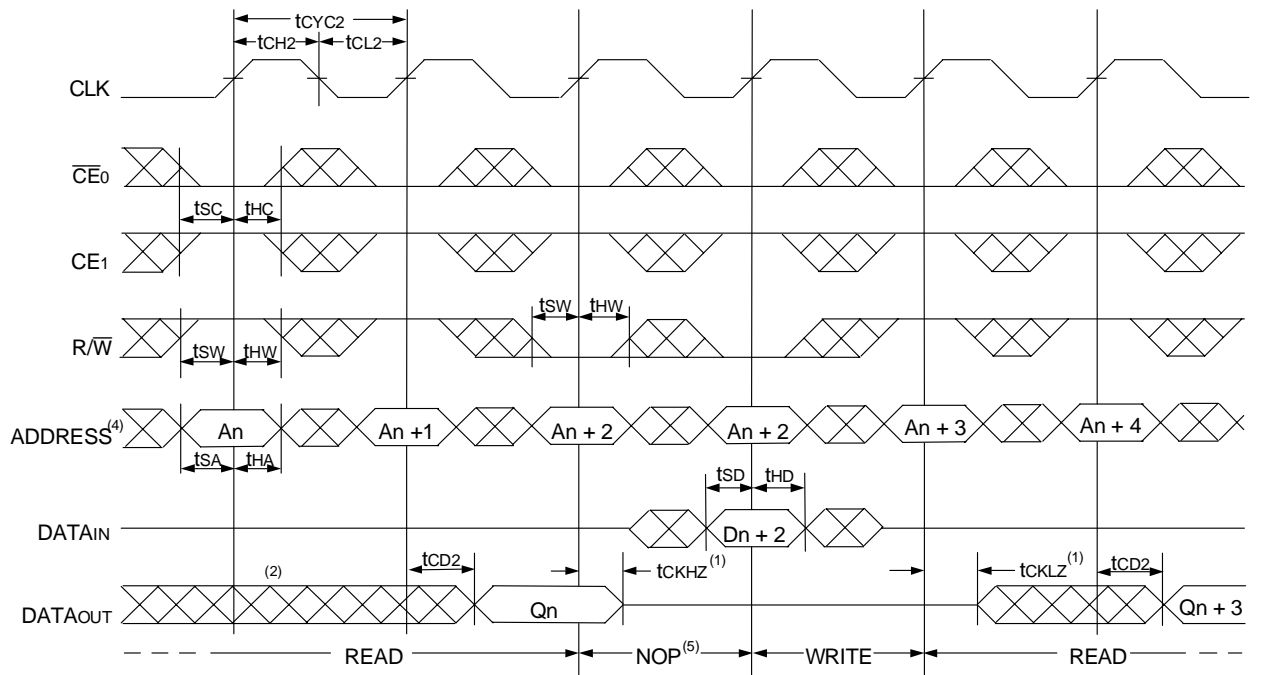 tCYC2
tCH2 tCL2
CLK
CE0
tSC tHC
CE1
tSW tHW
R/W
tSW tHW
ADDRESS(4) An An +1 An + 2 An + 2 An + 3 An + 4
tSA tHA
tSD tHD
DATAIN Dn + 2
tCD2 tCKHZ(1) tCKLZ(1) tCD2
(2)
DATAOUT Qn Qn + 3
READ NOP(5) WRITE READ